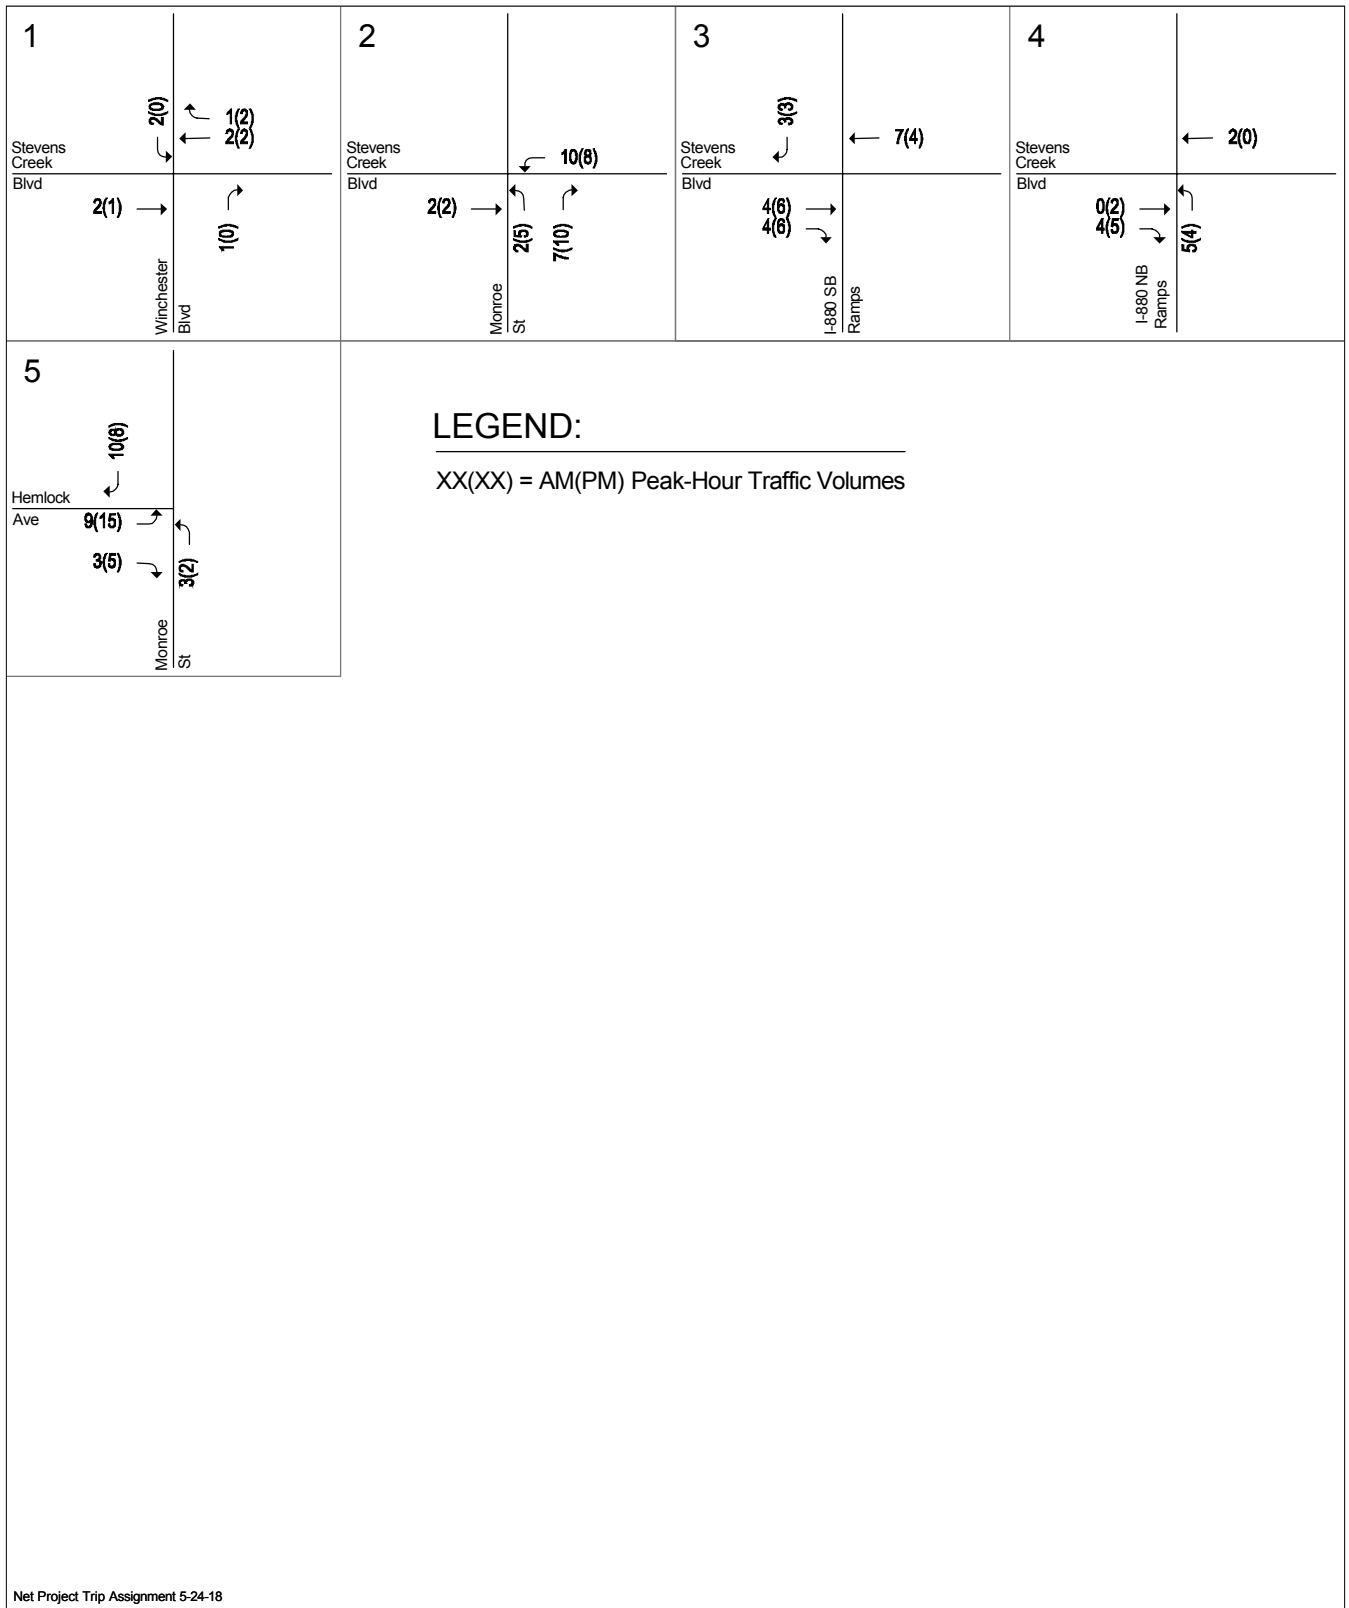 1
2(0)
1(2)
2(2)
Stevens
Creek
Blvd
2(1)
1(0)
Winchester
Blvd
2
Stevens
Creek
Blvd
10(8)
2(2)
2(5)
7(10)
Monroe
St
3
3(3)
7(4)
Stevens
Creek
Blvd
4(6)
4(6)
I-880 SB
Ramps
4
2(0)
Stevens
Creek
Blvd
0(2)
4(5)
5(4)
I-880 NB
Ramps
5
10(8)
Hemlock
Ave
9(15)
3(5)
3(2)
Monroe
St
LEGEND:
XX(XX) = AM(PM) Peak-Hour Traffic Volumes
Net Project Trip Assignment 5-24-18